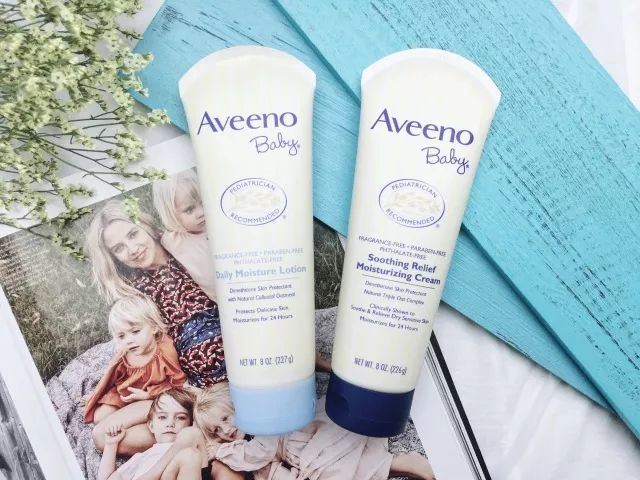 Aveeno
Baby®
PEDIATRICIAN
RECOMMENDED
FRAGRANCE-FREE • PARABEN-FREE
PHTHALATE-FREE
Daily Moisture Lotion
Dimethicone Skin Protectant
with Natural Colloidal Oatmeal
Protects Delicate Skin
Moisturizes for 24 Hours
NET WT. 8 OZ. (227g)
Aveeno
Baby®
PEDIATRICIAN
RECOMMENDED
FRAGRANCE-FREE • PARABEN-FREE
PHTHALATE-FREE
Soothing Relief
Moisturizing Cream
Dimethicone Skin Protectant
Natural Triple Oat Complex
Clinically Shown to
Soothe & Relieve Dry Sensitive Skin
Moisturizes for 24 Hours
NET WT. 8 OZ. (226g)